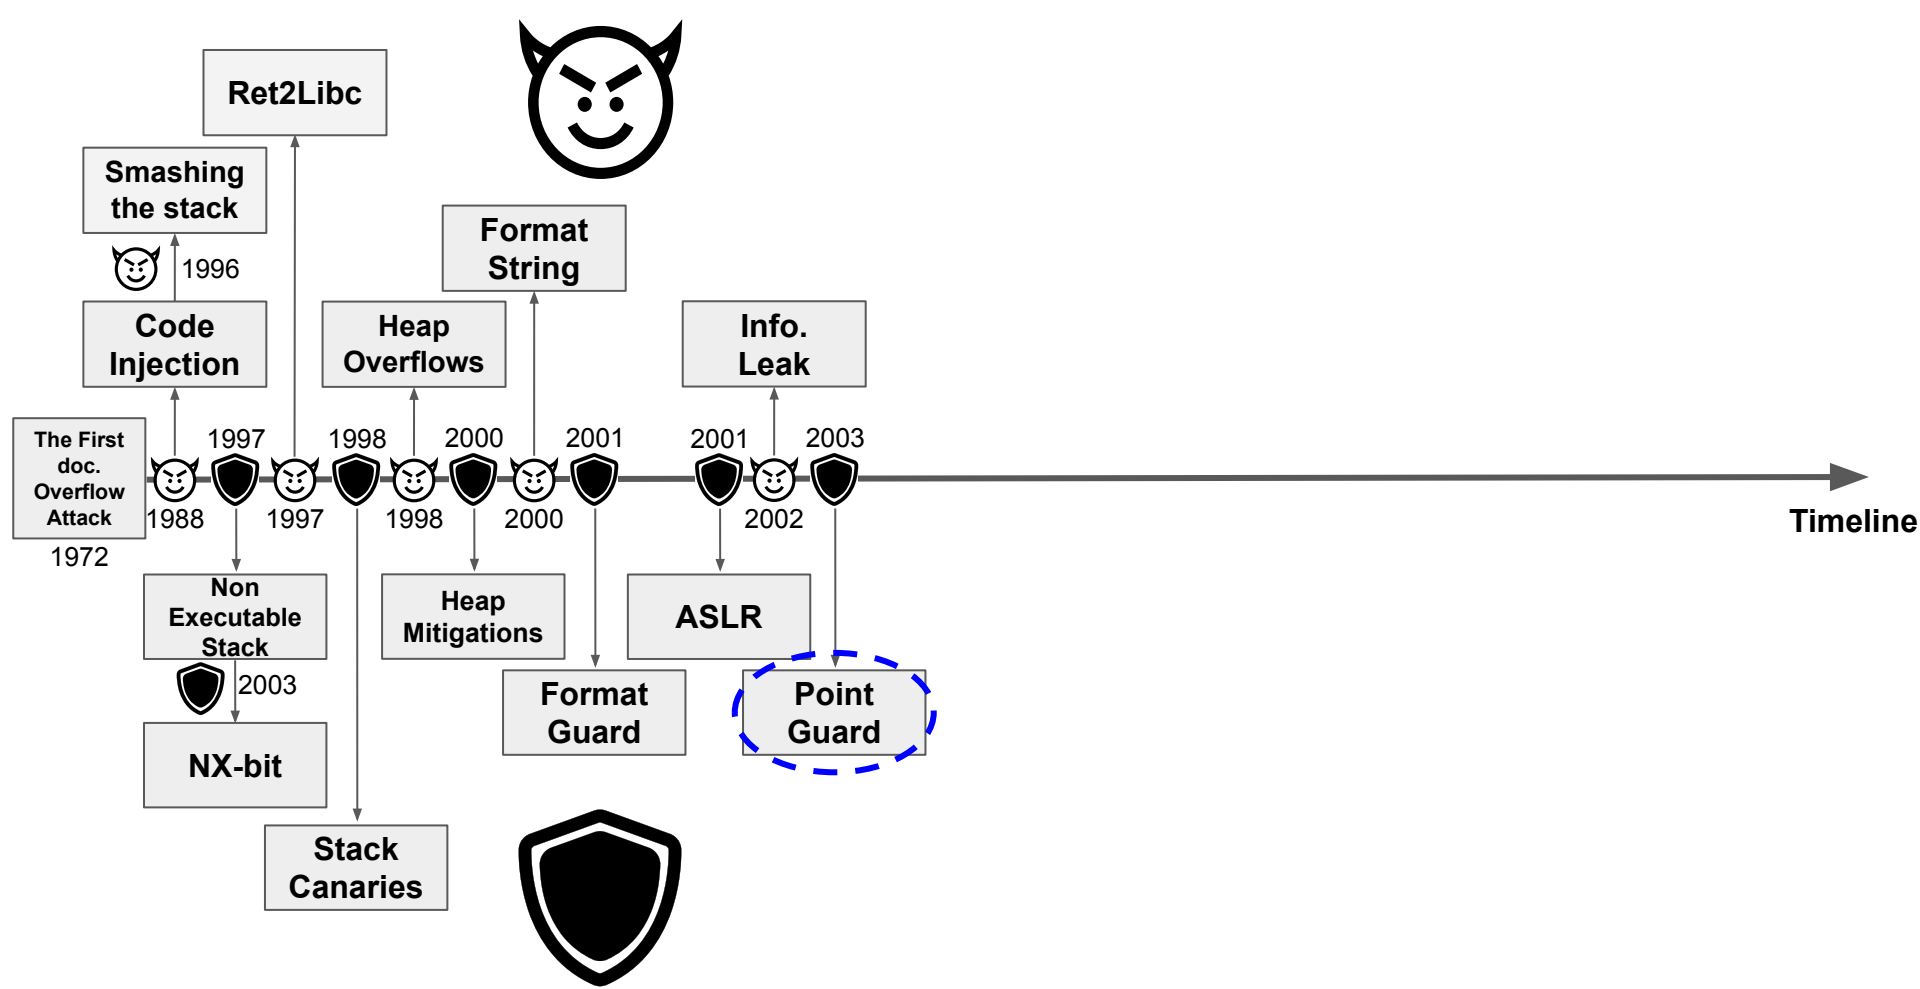 Ret2Libc
Smashing
the stack
1996
Format
String
Code
Injection
Heap
Overflows
Info.
Leak
The First
doc.
Overflow
Attack
1972
1997
1998
2000
2001
2001
2003
1988
1997
1998
2000
2002
Timeline
Non
Executable
Stack
2003
NX-bit
Heap
Mitigations
ASLR
Format
Guard
Point
Guard
Stack
Canaries